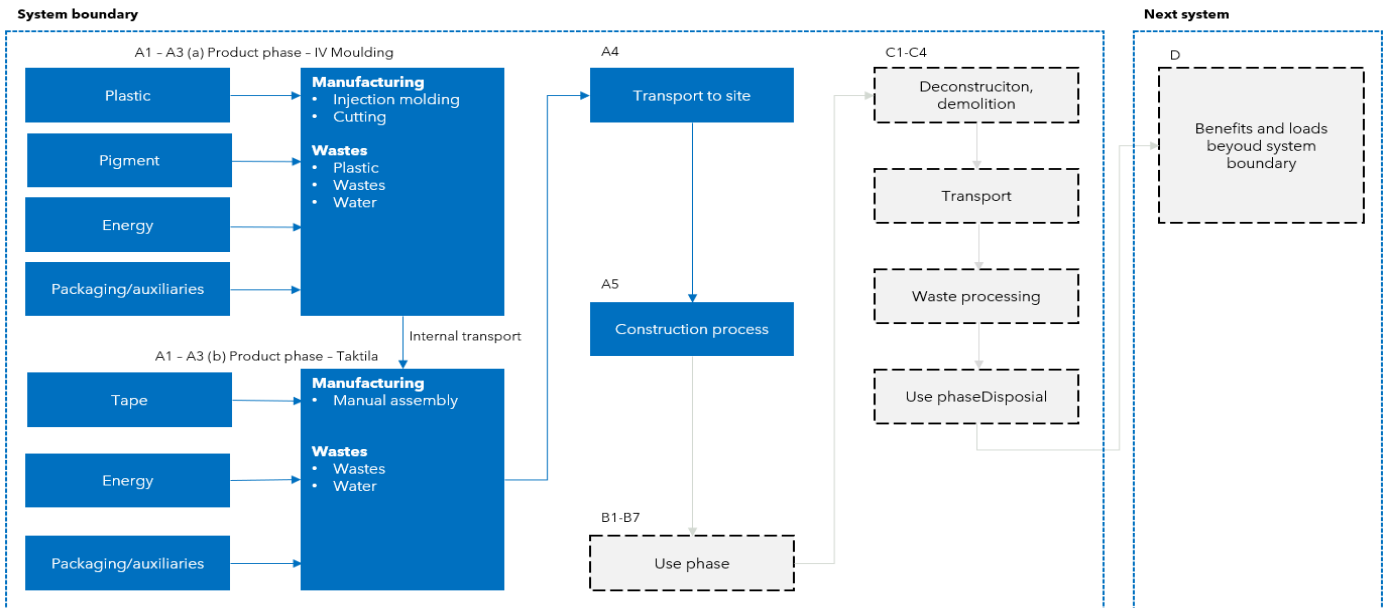 System boundary
Next system
A1 – A3 (a) Product phase – IV Moulding
Plastic
Pigment
Energy
Packaging/auxiliaries
Manufacturing
• Injection molding
• Cutting
Wastes
• Plastic
• Wastes
• Water
Internal transport
A1 – A3 (b) Product phase – Taktila
Tape
Energy
Packaging/auxiliaries
Manufacturing
• Manual assembly
Wastes
• Wastes
• Water
A4
Transport to site
A5
Construction process
B1-B7
Use phase
C1-C4
Deconstruciton,
demolition
Transport
Waste processing
Use phaseDisposial
D
Benefits and loads
beyoud system
boundary